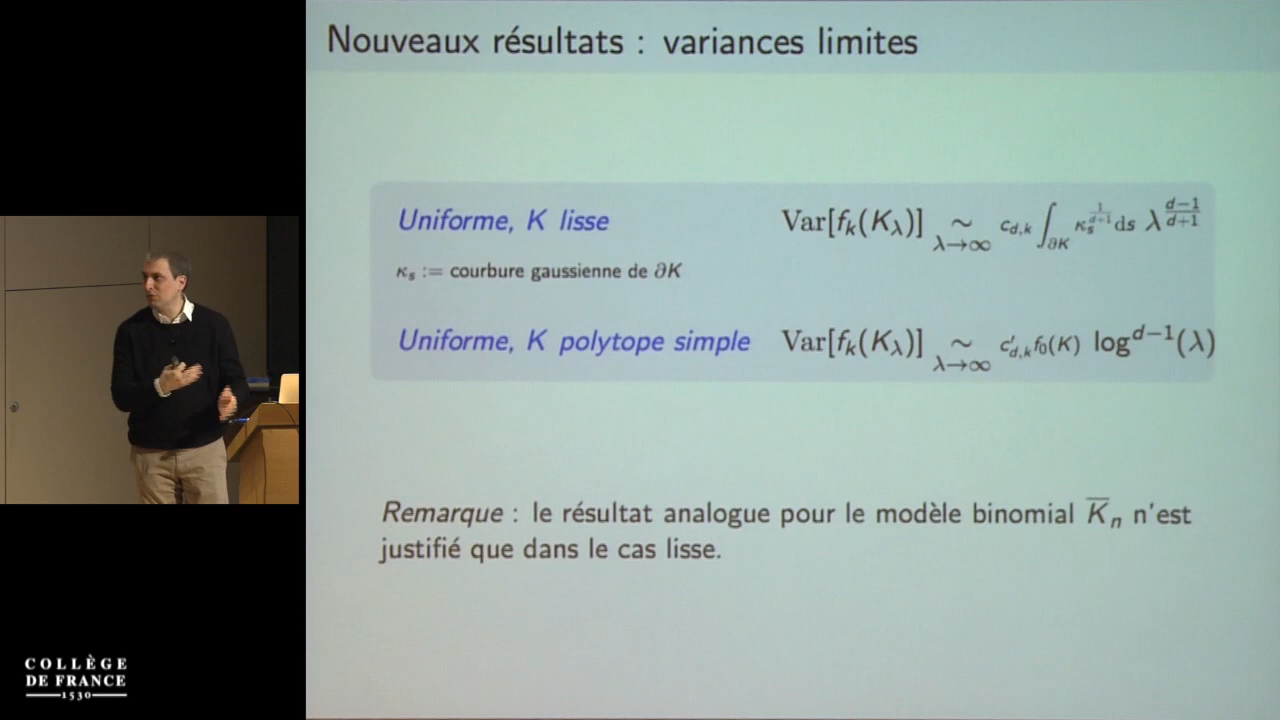 Nouveaux résultats : variances limites
Uniforme, K lisse Var[f_k(K_λ)] ∼_{λ→∞} c_{d,k} ∫_{∂K} κ_s^{\frac{1}{d+1}} ds λ^{\frac{d−1}{d+1}}
κ_s := courbure gaussienne de ∂K
Uniforme, K polytope simple Var[f_k(K_λ)] ∼_{λ→∞} c'_{d,k} f_0(K) log^{d−1}(λ)
Remarque : le résultat analogue pour le modèle binomial K̅_n n'est
justifié que dans le cas lisse.
COLLÈGE
DE FRANCE
1530